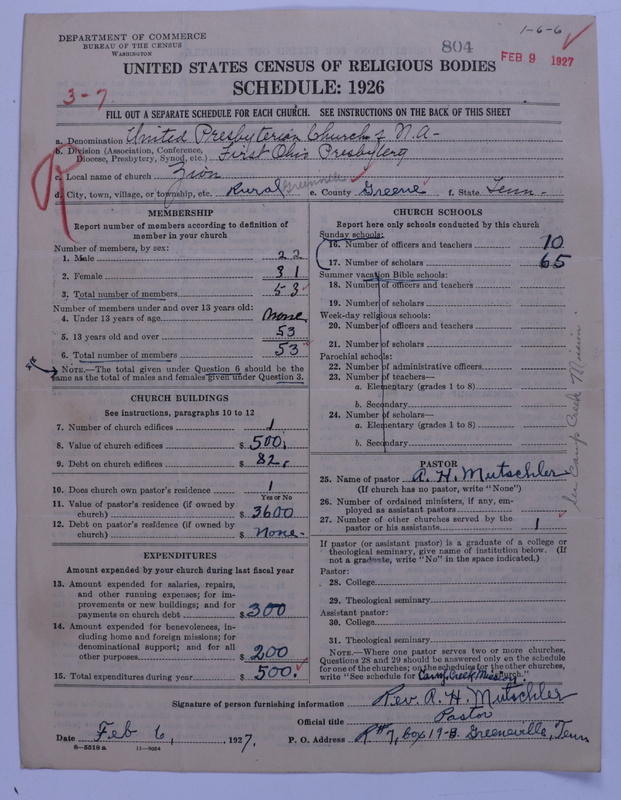 DEPARTMENT OF COMMERCE
BUREAU OF THE CENSUS
WASHINGTON
1-6-6
804
FEB 9 1927
UNITED STATES CENSUS OF RELIGIOUS BODIES
SCHEDULE: 1926
3-7
FILL OUT A SEPARATE SCHEDULE FOR EACH CHURCH. SEE INSTRUCTIONS ON THE BACK OF THIS SHEET
R
a. Denomination United Presbyterian Church of N.A-
b. Division (Association, Conference,
Diocese, Presbytery, Synod, etc.) First Ohio Presbytery
c. Local name of church Zion
d. City, town, village, or township, etc. Rural Greeneville e. County Greene f. State Tenn-
MEMBERSHIP
Report number of members according to definition of
member in your church
Number of members, by sex:
1. Male 22
2. Female 31
3. Total number of members 53
Number of members under and over 13 years old:
4. Under 13 years of age None
5. 13 years old and over 53
6. Total number of members 53
NOTE.—The total given under Question 6 should be the
same as the total of males and females given under Question 3.
CHURCH BUILDINGS
See instructions, paragraphs 10 to 12
7. Number of church edifices 1
8. Value of church edifices $ 500.
9. Debt on church edifices $ 82.
10. Does church own pastor's residence 1
Yes or No
11. Value of pastor's residence (if owned by
church) $ 3600
12. Debt on pastor's residence (if owned by
church) $ None-
EXPENDITURES
Amount expended by your church during last fiscal year
13. Amount expended for salaries, repairs,
and other running expenses; for im-
provements or new buildings; and for
payments on church debt $ 300
14. Amount expended for benevolences, in-
cluding home and foreign missions; for
denominational support; and for all
other purposes $ 200
15. Total expenditures during year $ 500.
CHURCH SCHOOLS
Report here only schools conducted by this church
Sunday schools:
16. Number of officers and teachers 10
17. Number of scholars 65
Summer vacation Bible schools:
18. Number of officers and teachers
19. Number of scholars
Week-day religious schools:
20. Number of officers and teachers
21. Number of scholars
Parochial schools:
22. Number of administrative officers
23. Number of teachers—
a. Elementary (grades 1 to 8)
b. Secondary
24. Number of scholars—
a. Elementary (grades 1 to 8)
b. Secondary
See Camp Creek Mission.
PASTOR
25. Name of pastor A. H. Mutschler
(If church has no pastor, write "None")
26. Number of ordained ministers, if any, em-
ployed as assistant pastors
27. Number of other churches served by the
pastor or his assistants 1
If pastor (or assistant pastor) is a graduate of a college or
theological seminary, give name of institution below. (If
not a graduate, write "No" in the space indicated.)
Pastor:
28. College
29. Theological seminary
Assistant pastor:
30. College
31. Theological seminary
NOTE.—Where one pastor serves two or more churches,
Questions 28 and 29 should be answered only on the schedule
for one of the churches; on the schedules for the other churches,
write "See schedule for Camp Creek Mission church."
Signature of person furnishing information Rev. A. H. Mutschler
Official title Pastor
Date Feb 6, 1927. P. O. Address R#7, Box 19-B. Greeneville, Tenn
8-5518 a 11-9054